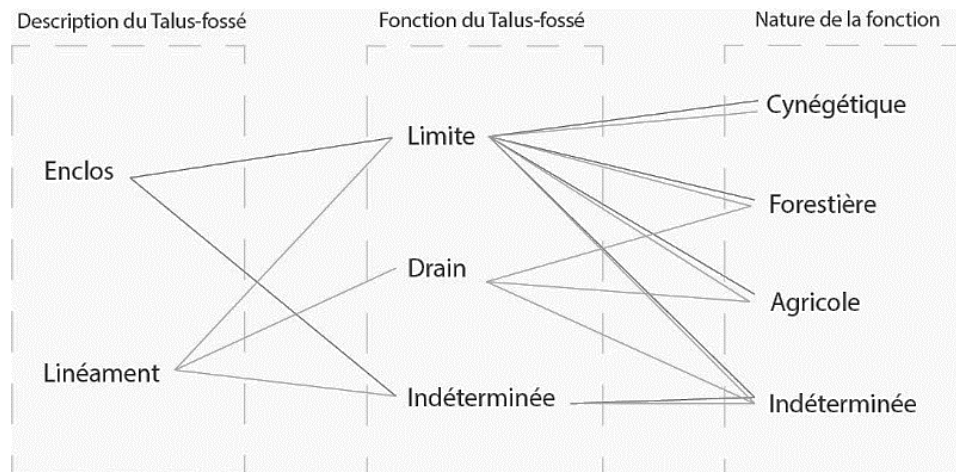 Description du Talus-fossé
Fonction du Talus-fossé
Nature de la fonction
Enclos
Linéament
Limite
Drain
Indéterminée
Cynégétique
Forestière
Agricole
Indéterminée